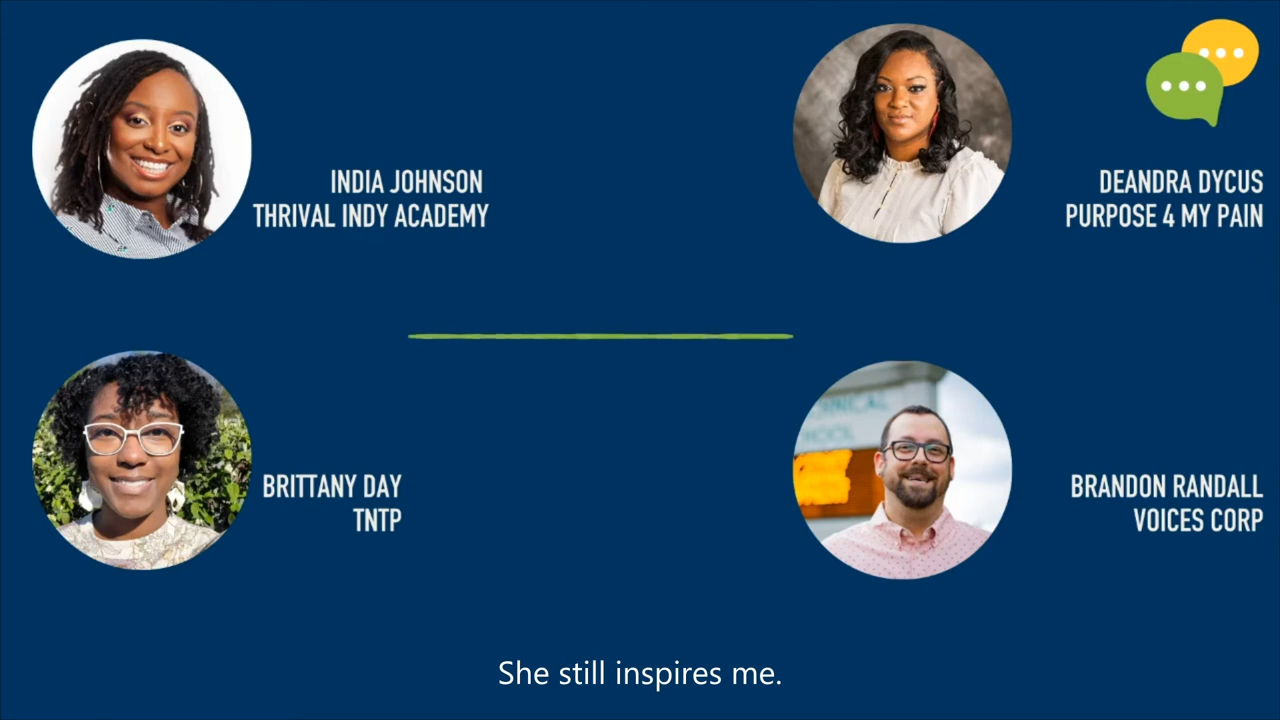 INDIA JOHNSON
THRIVAL INDY ACADEMY
DEANDRA DYCUS
PURPOSE 4 MY PAIN
BRITTANY DAY
TNTP
BRANDON RANDALL
VOICES CORP
She still inspires me.